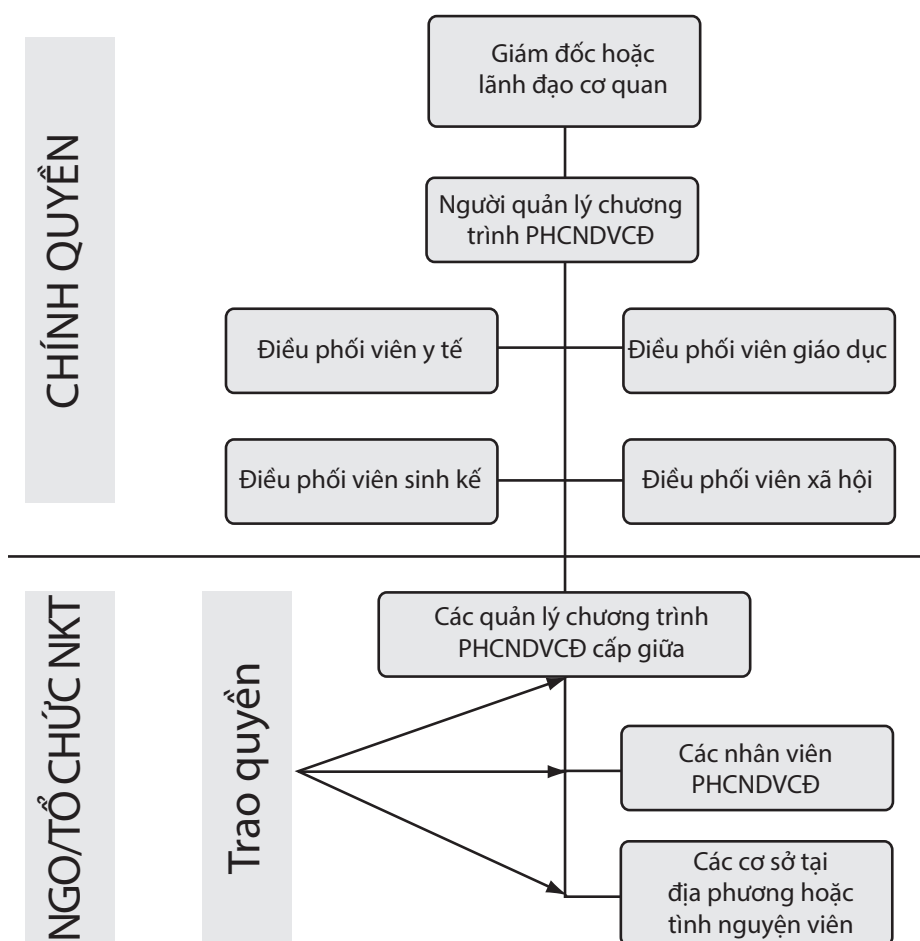 CHÍNH QUYỀN
Giám đốc hoặc
lãnh đạo cơ quan
Người quản lý chương
trình PHCNDVCĐ
Điều phối viên y tế
Điều phối viên giáo dục
Điều phối viên sinh kế
Điều phối viên xã hội
NGO/TỔ CHỨC NKT
Trao quyền
Các quản lý chương trình
PHCNDVCĐ cấp giữa
Các nhân viên
PHCNDVCĐ
Các cơ sở tại
địa phương hoặc
tình nguyện viên